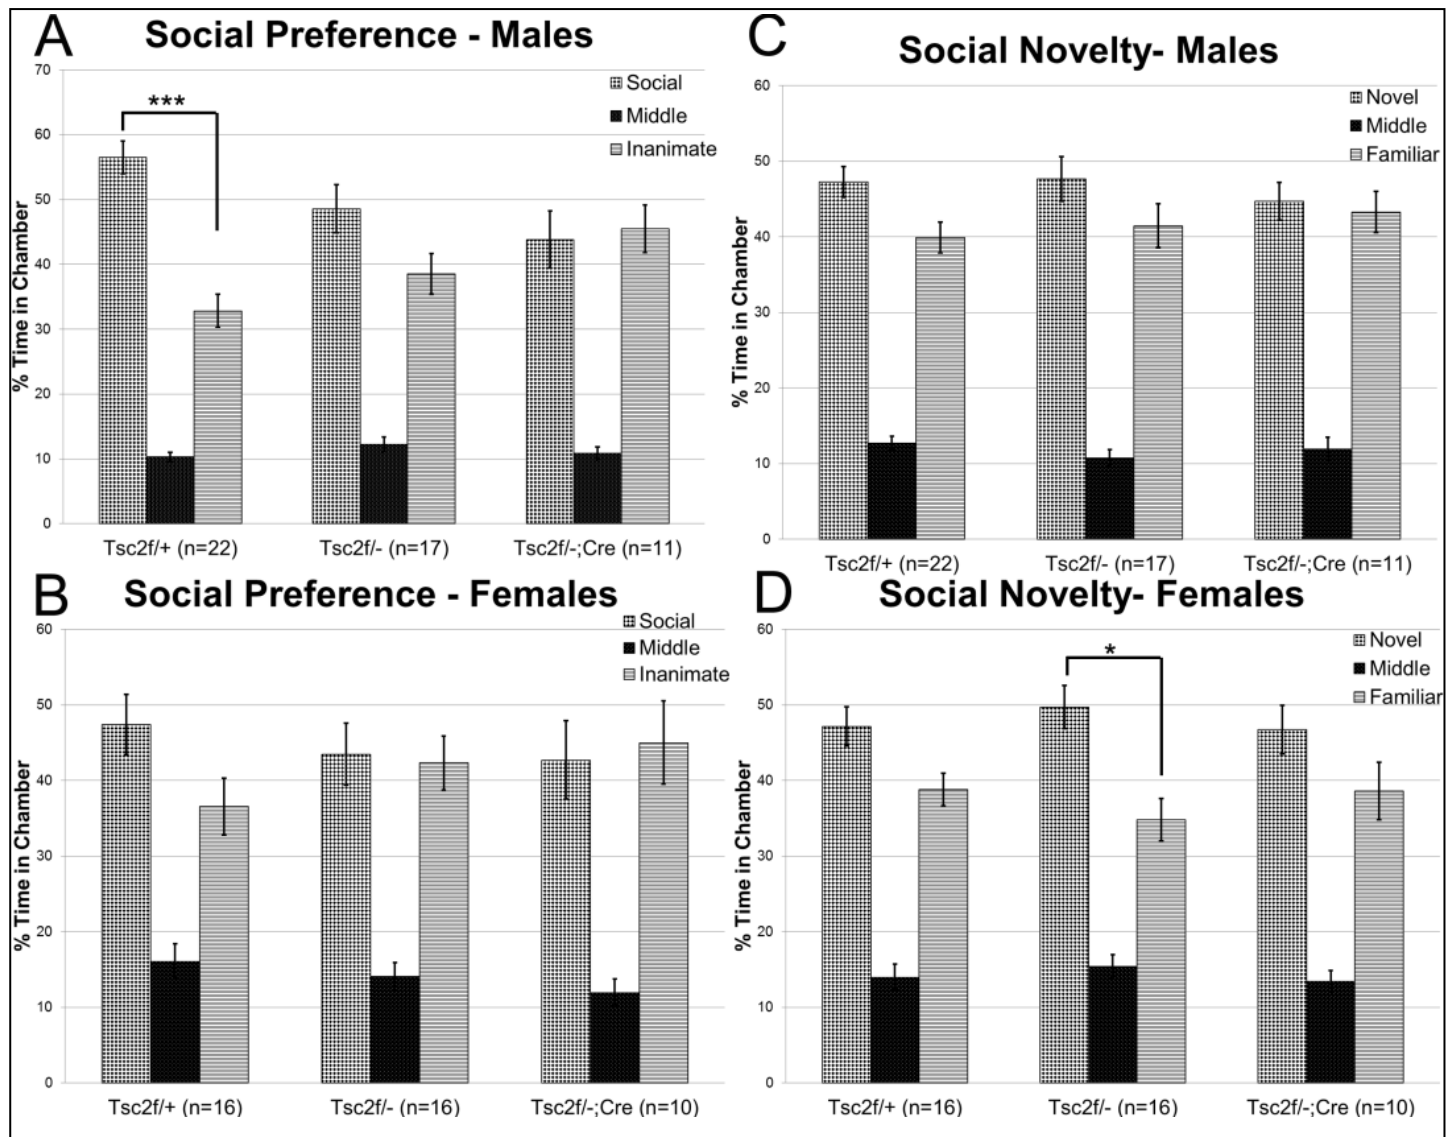 A
Social Preference - Males
70
60
50
40
30
20
10
0
% Time in Chamber
***
Social
Middle
Inanimate
Tsc2f/+ (n=22)
Tsc2f/- (n=17)
Tsc2f/-;Cre (n=11)
C
Social Novelty- Males
60
50
40
30
20
10
0
% Time in Chamber
Novel
Middle
Familiar
Tsc2f/+ (n=22)
Tsc2f/- (n=17)
Tsc2f/-;Cre (n=11)
B
Social Preference - Females
60
50
40
30
20
10
0
% Time in Chamber
Social
Middle
Inanimate
Tsc2f/+ (n=16)
Tsc2f/- (n=16)
Tsc2f/-;Cre (n=10)
D
Social Novelty- Females
60
50
40
30
20
10
0
% Time in Chamber
*
Novel
Middle
Familiar
Tsc2f/+ (n=16)
Tsc2f/- (n=16)
Tsc2f/-;Cre (n=10)